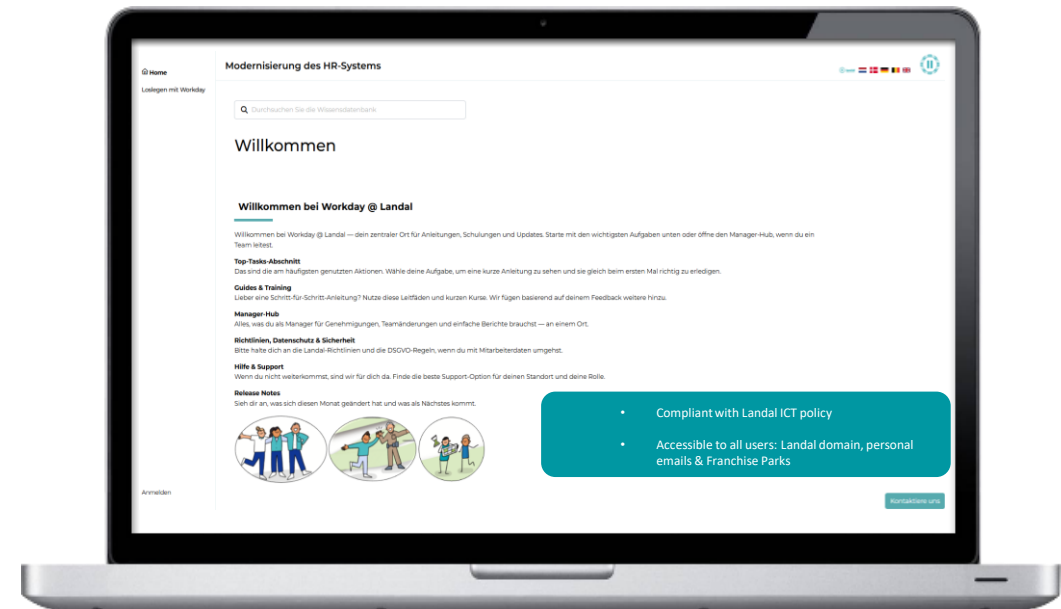 Home
Modernisierung des HR-Systems
Loslegen mit Workday
Durchsuchen Sie die Wissensdatenbank
Willkommen
Willkommen bei Workday @ Landal
Willkommen bei Workday @ Landal — dein zentraler Ort für Anleitungen, Schulungen und Updates. Starte mit den wichtigsten Aufgaben unten oder öffne den Manager-Hub, wenn du ein
Team leitest.
Top-Tasks-Abschnitt
Das sind die am häufigsten genutzten Aktionen. Wähle deine Aufgabe, um eine kurze Anleitung zu sehen und sie gleich beim ersten Mal richtig zu erledigen.
Guides & Training
Lieber eine Schritt-für-Schritt-Anleitung? Nutze diese Leitfäden und kurzen Kurse. Wir fügen basierend auf deinem Feedback weitere hinzu.
Manager-Hub
Alles, was du als Manager für Genehmigungen, Teamänderungen und einfache Berichte brauchst — an einem Ort.
Richtlinien, Datenschutz & Sicherheit
Bitte halte dich an die Landal-Richtlinien und die DSGVO-Regeln, wenn du mit Mitarbeiterdaten umgehst.
Hilfe & Support
Wenn du nicht weiterkommst, sind wir für dich da. Finde die beste Support-Option für deinen Standort und deine Rolle.
Release Notes
Sieh dir an, was sich diesen Monat geändert hat und was als Nächstes kommt.
• Compliant with Landal ICT policy
• Accessible to all users: Landal domain, personal
emails & Franchise Parks
Anmelden
Kontaktiere uns